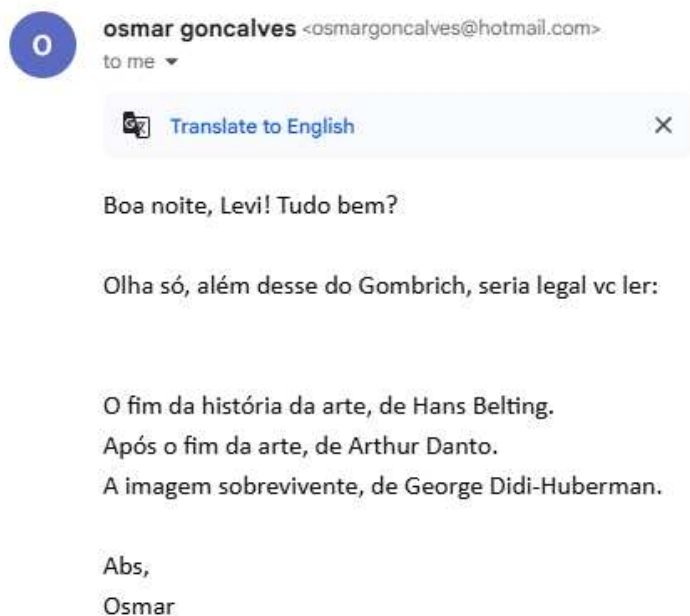 O
osmar goncalves <osmargoncalves@hotmail.com>
to me
Translate to English
Boa noite, Levi! Tudo bem?
Olha só, além desse do Gombrich, seria legal vc ler:
O fim da história da arte, de Hans Belting.
Após o fim da arte, de Arthur Danto.
A imagem sobrevivente, de George Didi-Huberman.
Abs,
Osmar